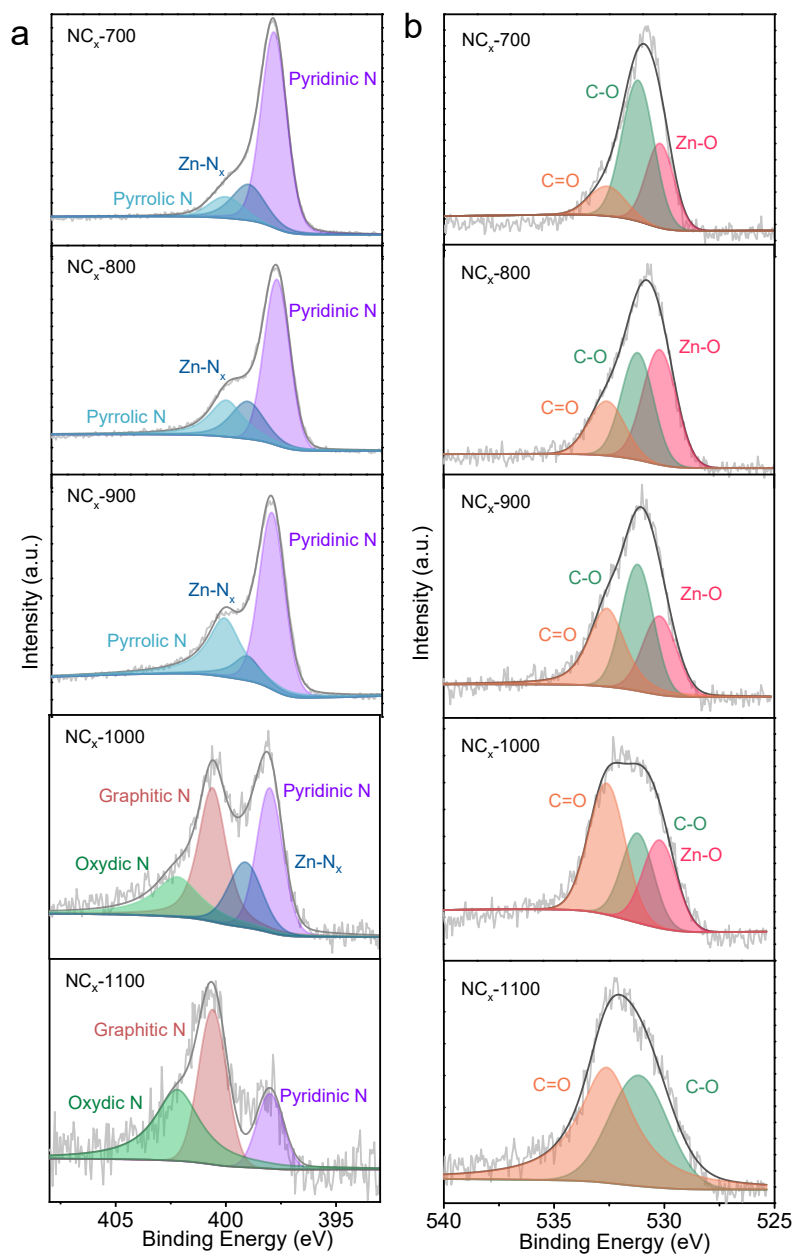 a
NCx-700
Pyridinic N
Zn-Nx
Pyrrolic N
NCx-800
Pyridinic N
Zn-Nx
Pyrrolic N
NCx-900
Pyridinic N
Zn-Nx
Pyrrolic N
NCx-1000
Graphitic N
Pyridinic N
Oxydic N
Zn-Nx
NCx-1100
Graphitic N
Oxydic N
Pyridinic N
405
400
395
Binding Energy (eV)
Intensity (a.u.)
b
NCx-700
C-O
Zn-O
C=O
NCx-800
C-O
Zn-O
C=O
NCx-900
C-O
Zn-O
C=O
NCx-1000
C=O
C-O
Zn-O
NCx-1100
C=O
C-O
540
535
530
525
Binding Energy (eV)
Intensity (a.u.)